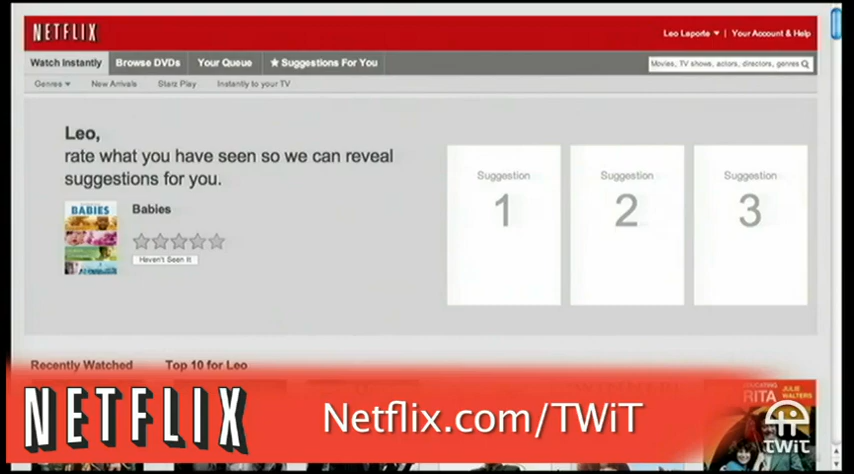 NETFLIX
Leo Laporte ▼ | Your Account & Help
Watch Instantly Browse DVDs Your Queue ★ Suggestions For You
Movies, TV shows, actors, directors, genres
Genres ▼ New Arrivals Starz Play Instantly to your TV
Leo,
rate what you have seen so we can reveal
suggestions for you.
BABIES
Babies
Haven't Seen It
Suggestion
1
Suggestion
2
Suggestion
3
Recently Watched Top 10 for Leo
NETFLIX
Netflix.com/TWiT
EDUCATING
RITA
JULIE
WALTERS
TWiT